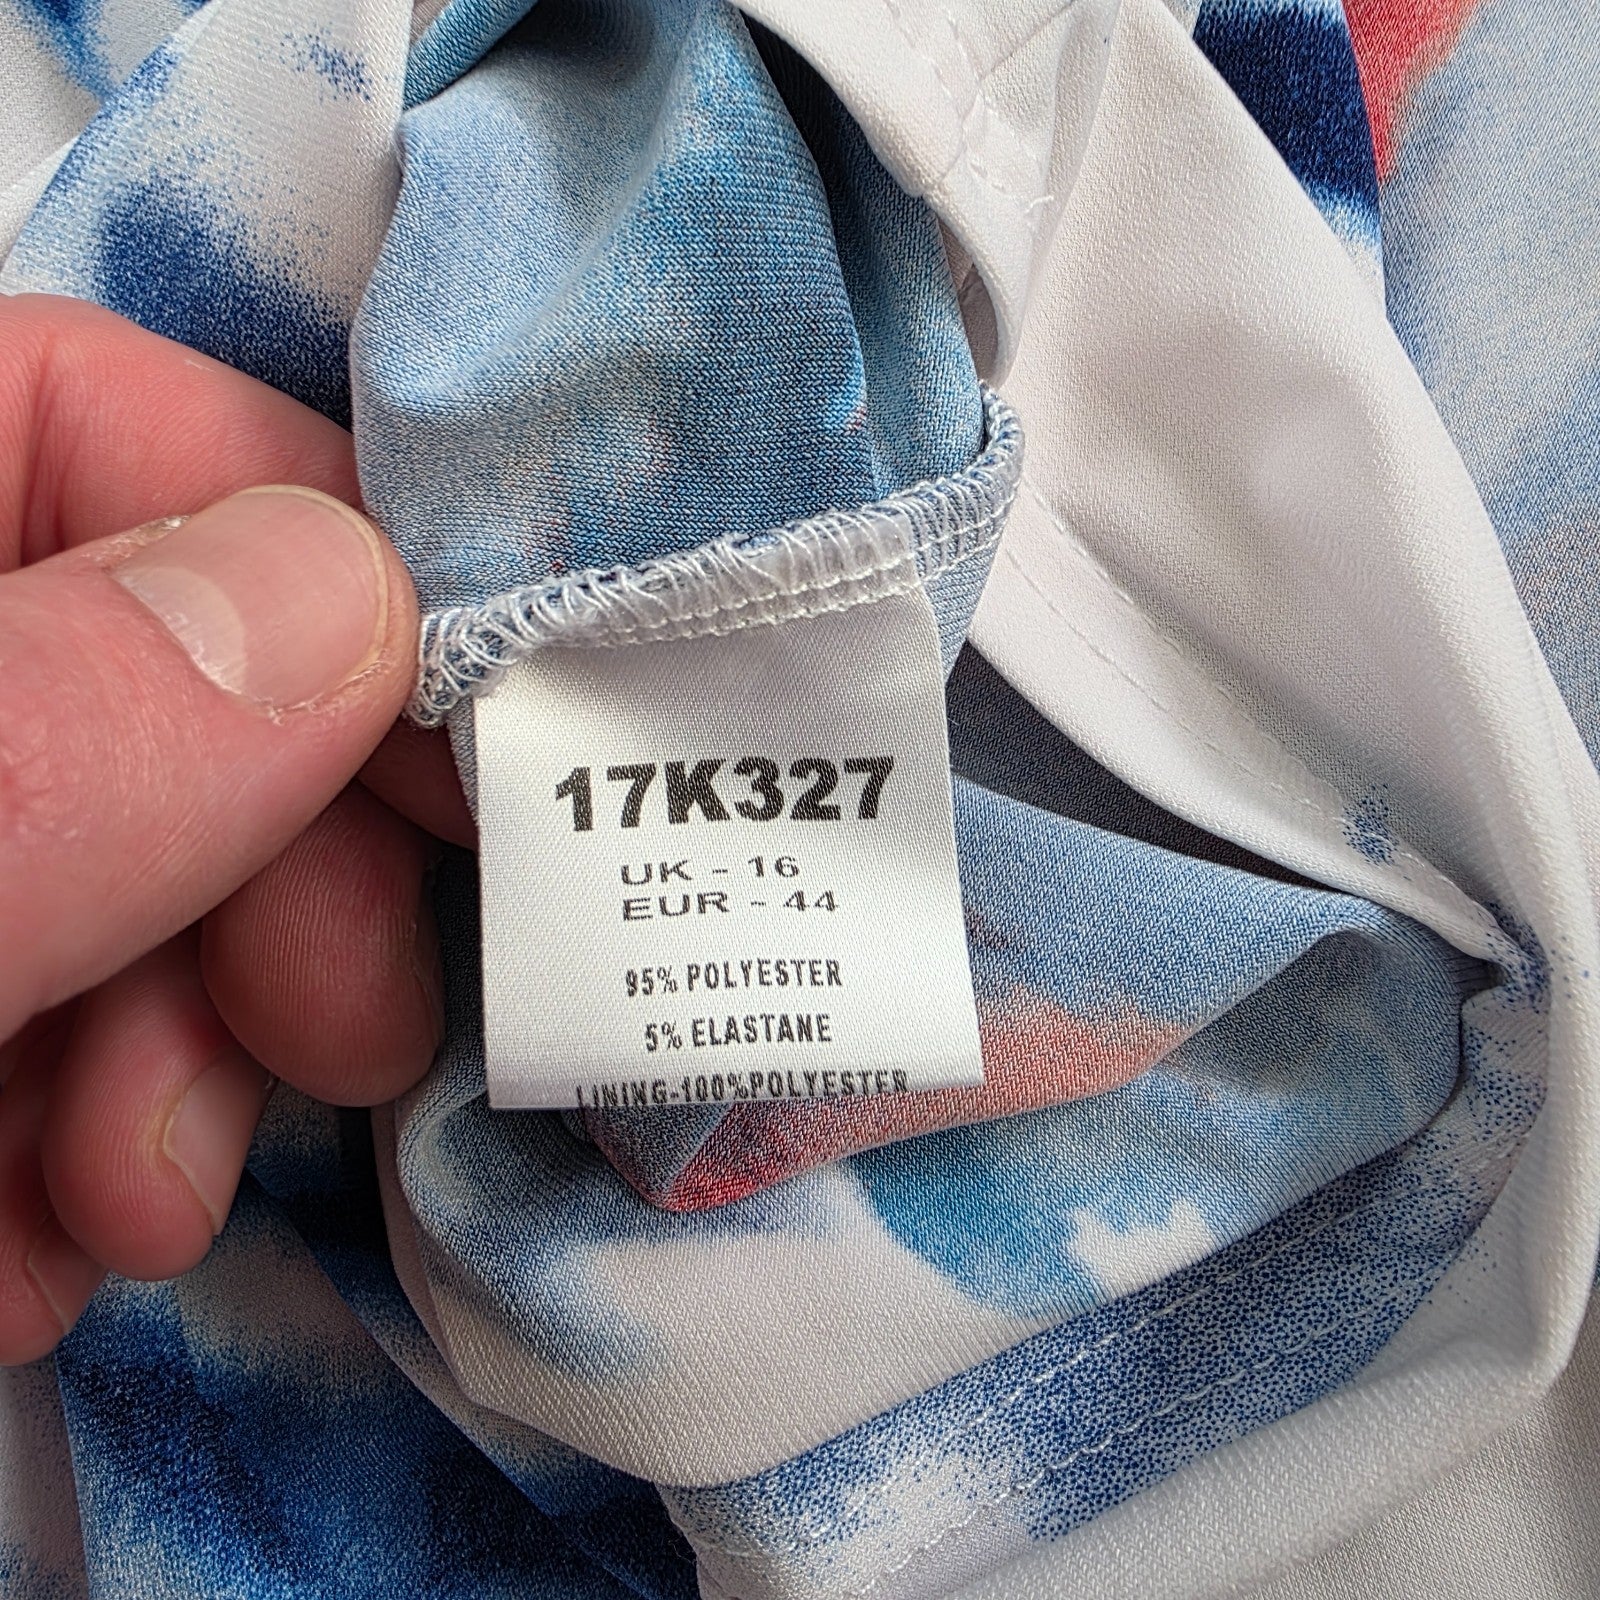 17K327
UK - 16
EUR - 44
95% POLYESTER
5% ELASTANE
LINING-100%POLYESTER